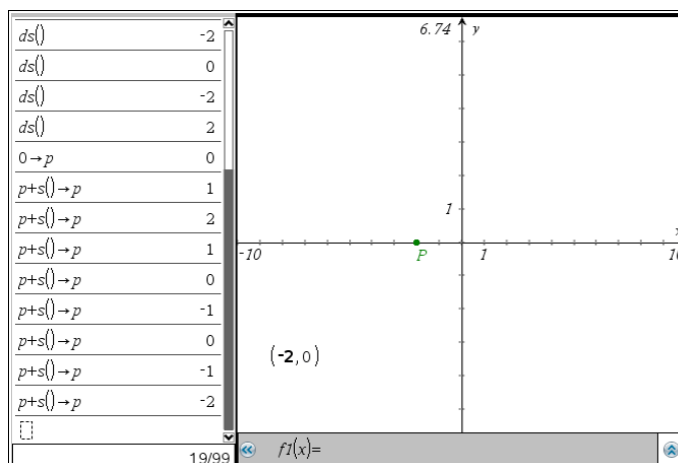 ds() -2
ds() 0
ds() -2
ds() 2
0→p 0
p+s()→p 1
p+s()→p 2
p+s()→p 1
p+s()→p 0
p+s()→p -1
p+s()→p 0
p+s()→p -1
p+s()→p -2
19/99
6.74 y
1
x
-10 P 1 10
(-2,0)
f1(x)=